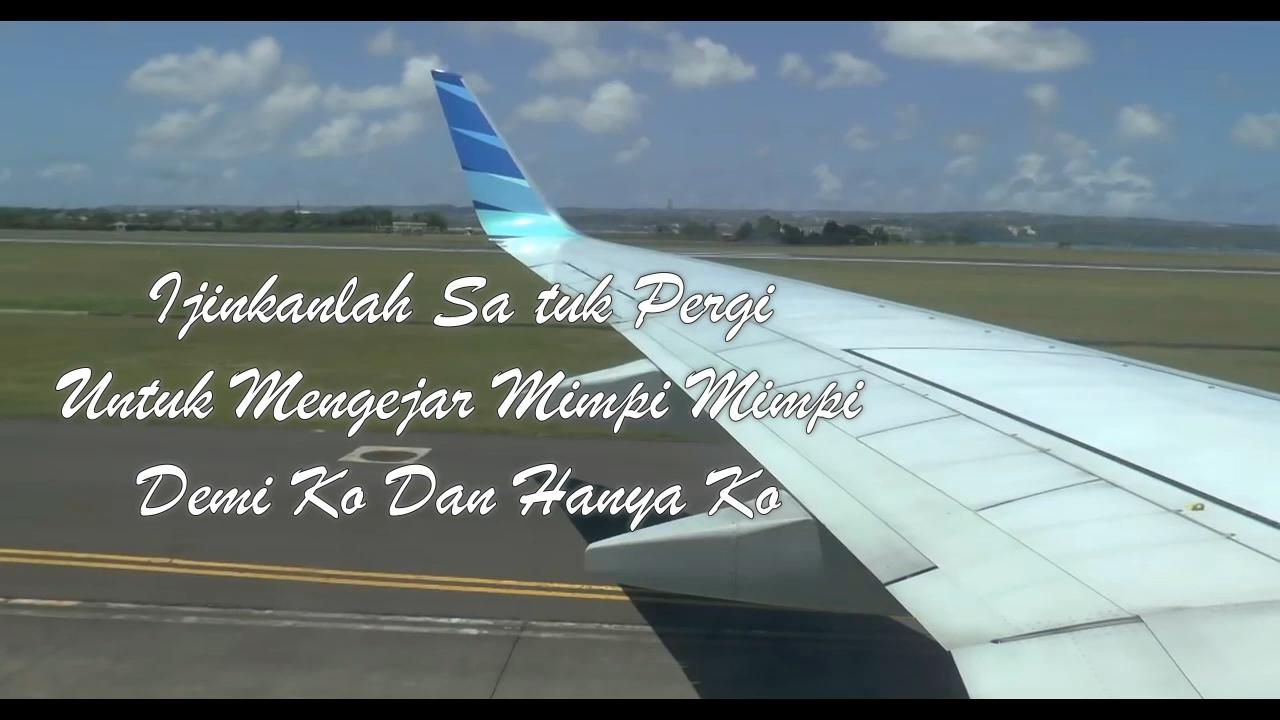 Ijinkanlah Sa tuk Pergi
Untuk Mengejar Mimpi Mimpi
Demi Ko Dan Hanya Ko